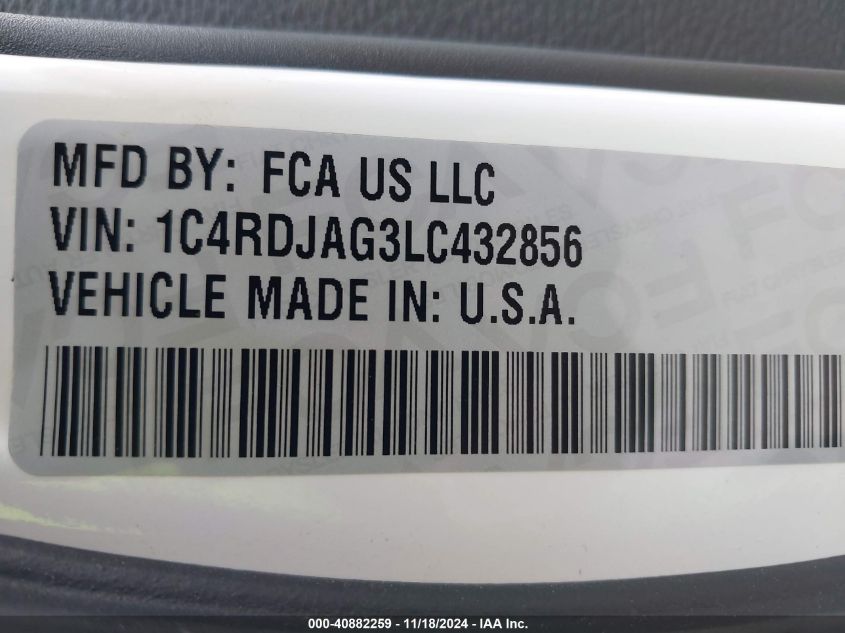 MFD BY: FCA US LLC
VIN: 1C4RDJAG3LC432856
VEHICLE MADE IN: U.S.A.
000-40882259 - 11/18/2024 - IAA Inc.